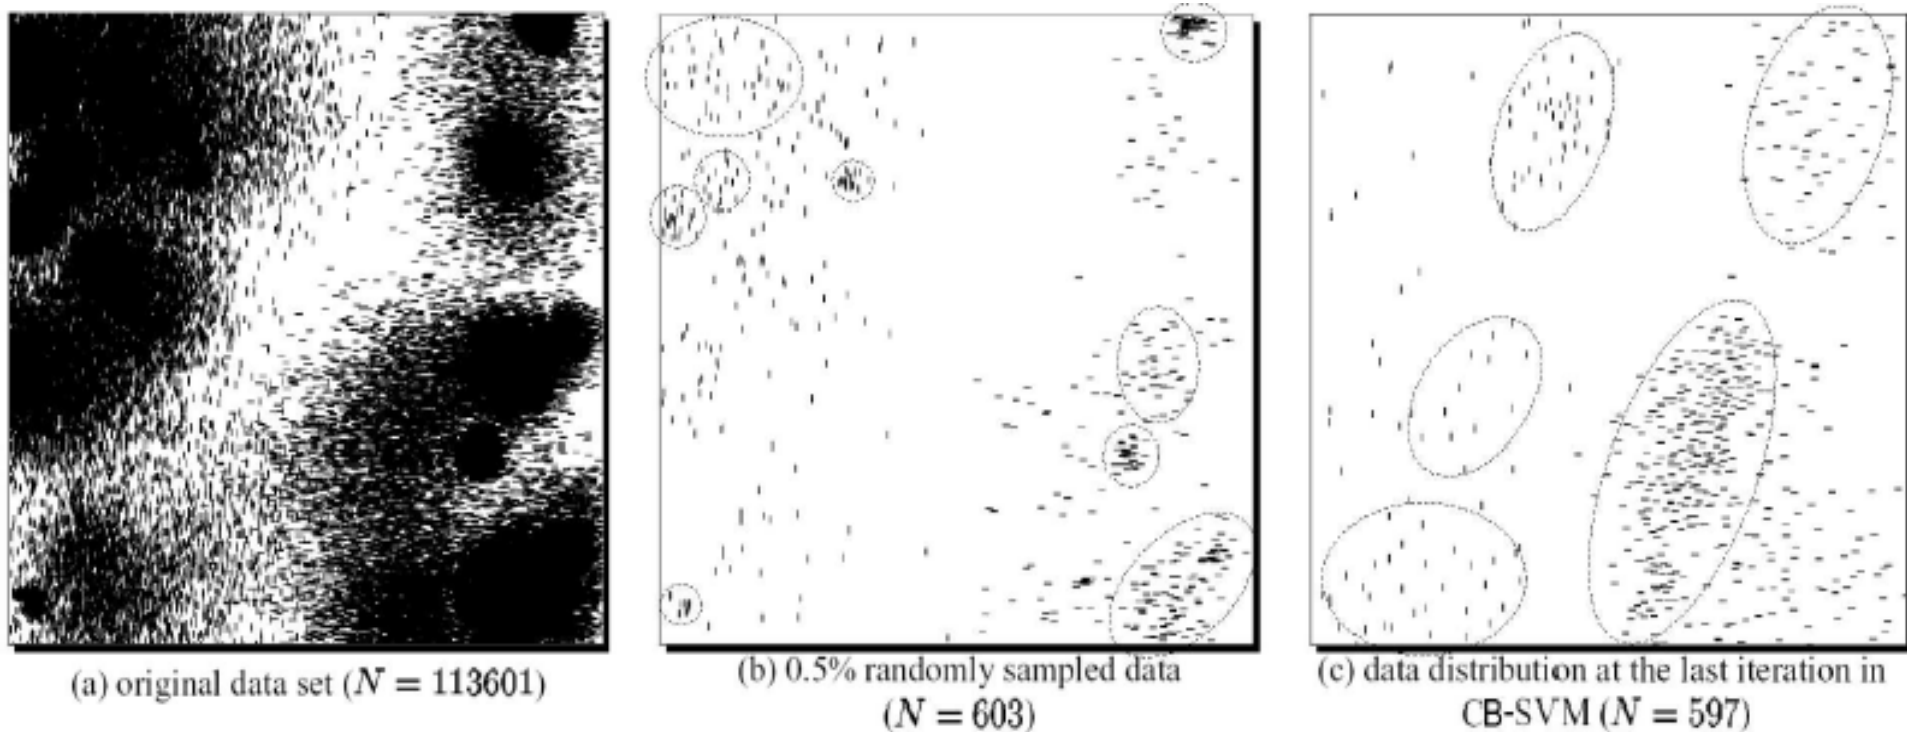 (a) original data set (N = 113601)
(b) 0.5% randomly sampled data
(N = 603)
(c) data distribution at the last iteration in
CB-SVM (N = 597)